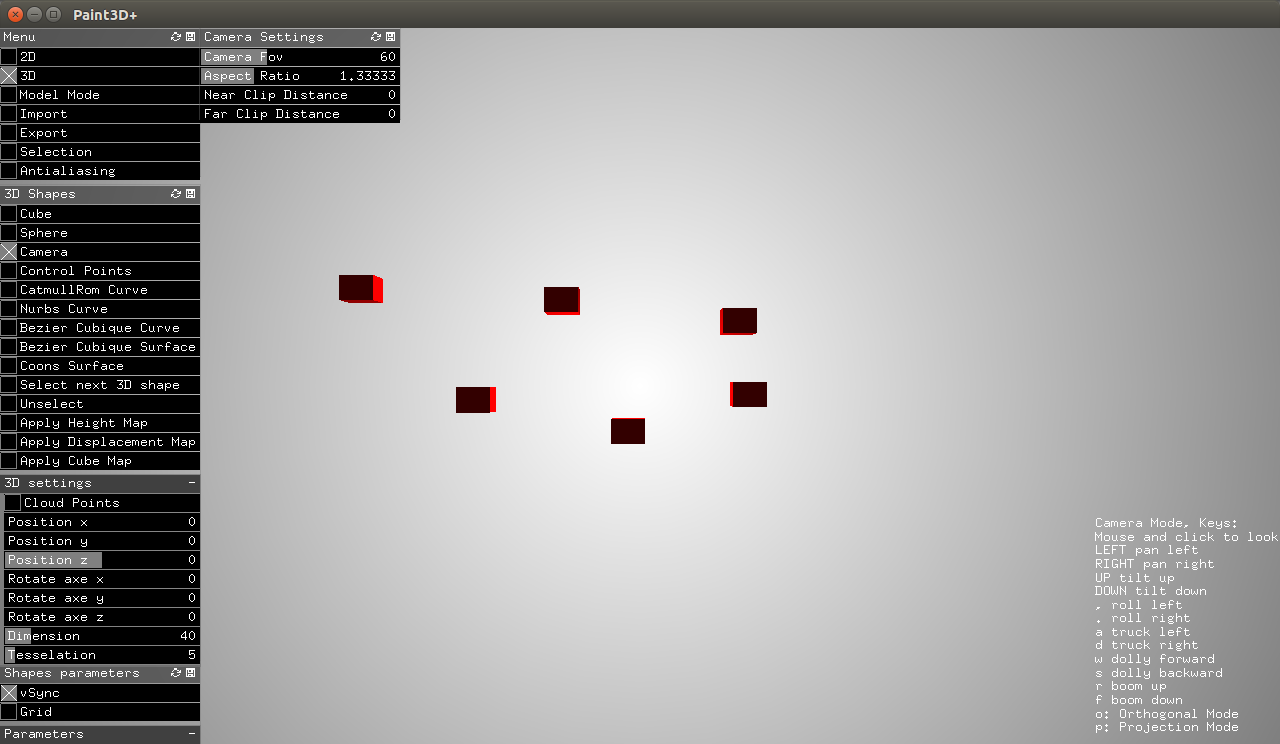 Paint3D+
Menu
2D
3D
Model Mode
Import
Export
Selection
Antialiasing
Camera Settings
Camera Fov 60
Aspect Ratio 1.33333
Near Clip Distance 0
Far Clip Distance 0
3D Shapes
Cube
Sphere
Camera
Control Points
CatmullRom Curve
Nurbs Curve
Bezier Cubique Curve
Bezier Cubique Surface
Coons Surface
Select next 3D shape
Unselect
Apply Height Map
Apply Displacement Map
Apply Cube Map
3D settings
Cloud Points
Position x 0
Position y 0
Position z 0
Rotate axe x 0
Rotate axe y 0
Rotate axe z 0
Dimension 40
Tesselation 5
Shapes parameters
vSync
Grid
Parameters
Camera Mode, Keys:
Mouse and click to look
LEFT pan left
RIGHT pan right
UP tilt up
DOWN tilt down
, roll left
. roll right
a truck left
d truck right
w dolly forward
s dolly backward
r boom up
f boom down
o: Orthogonal Mode
p: Projection Mode